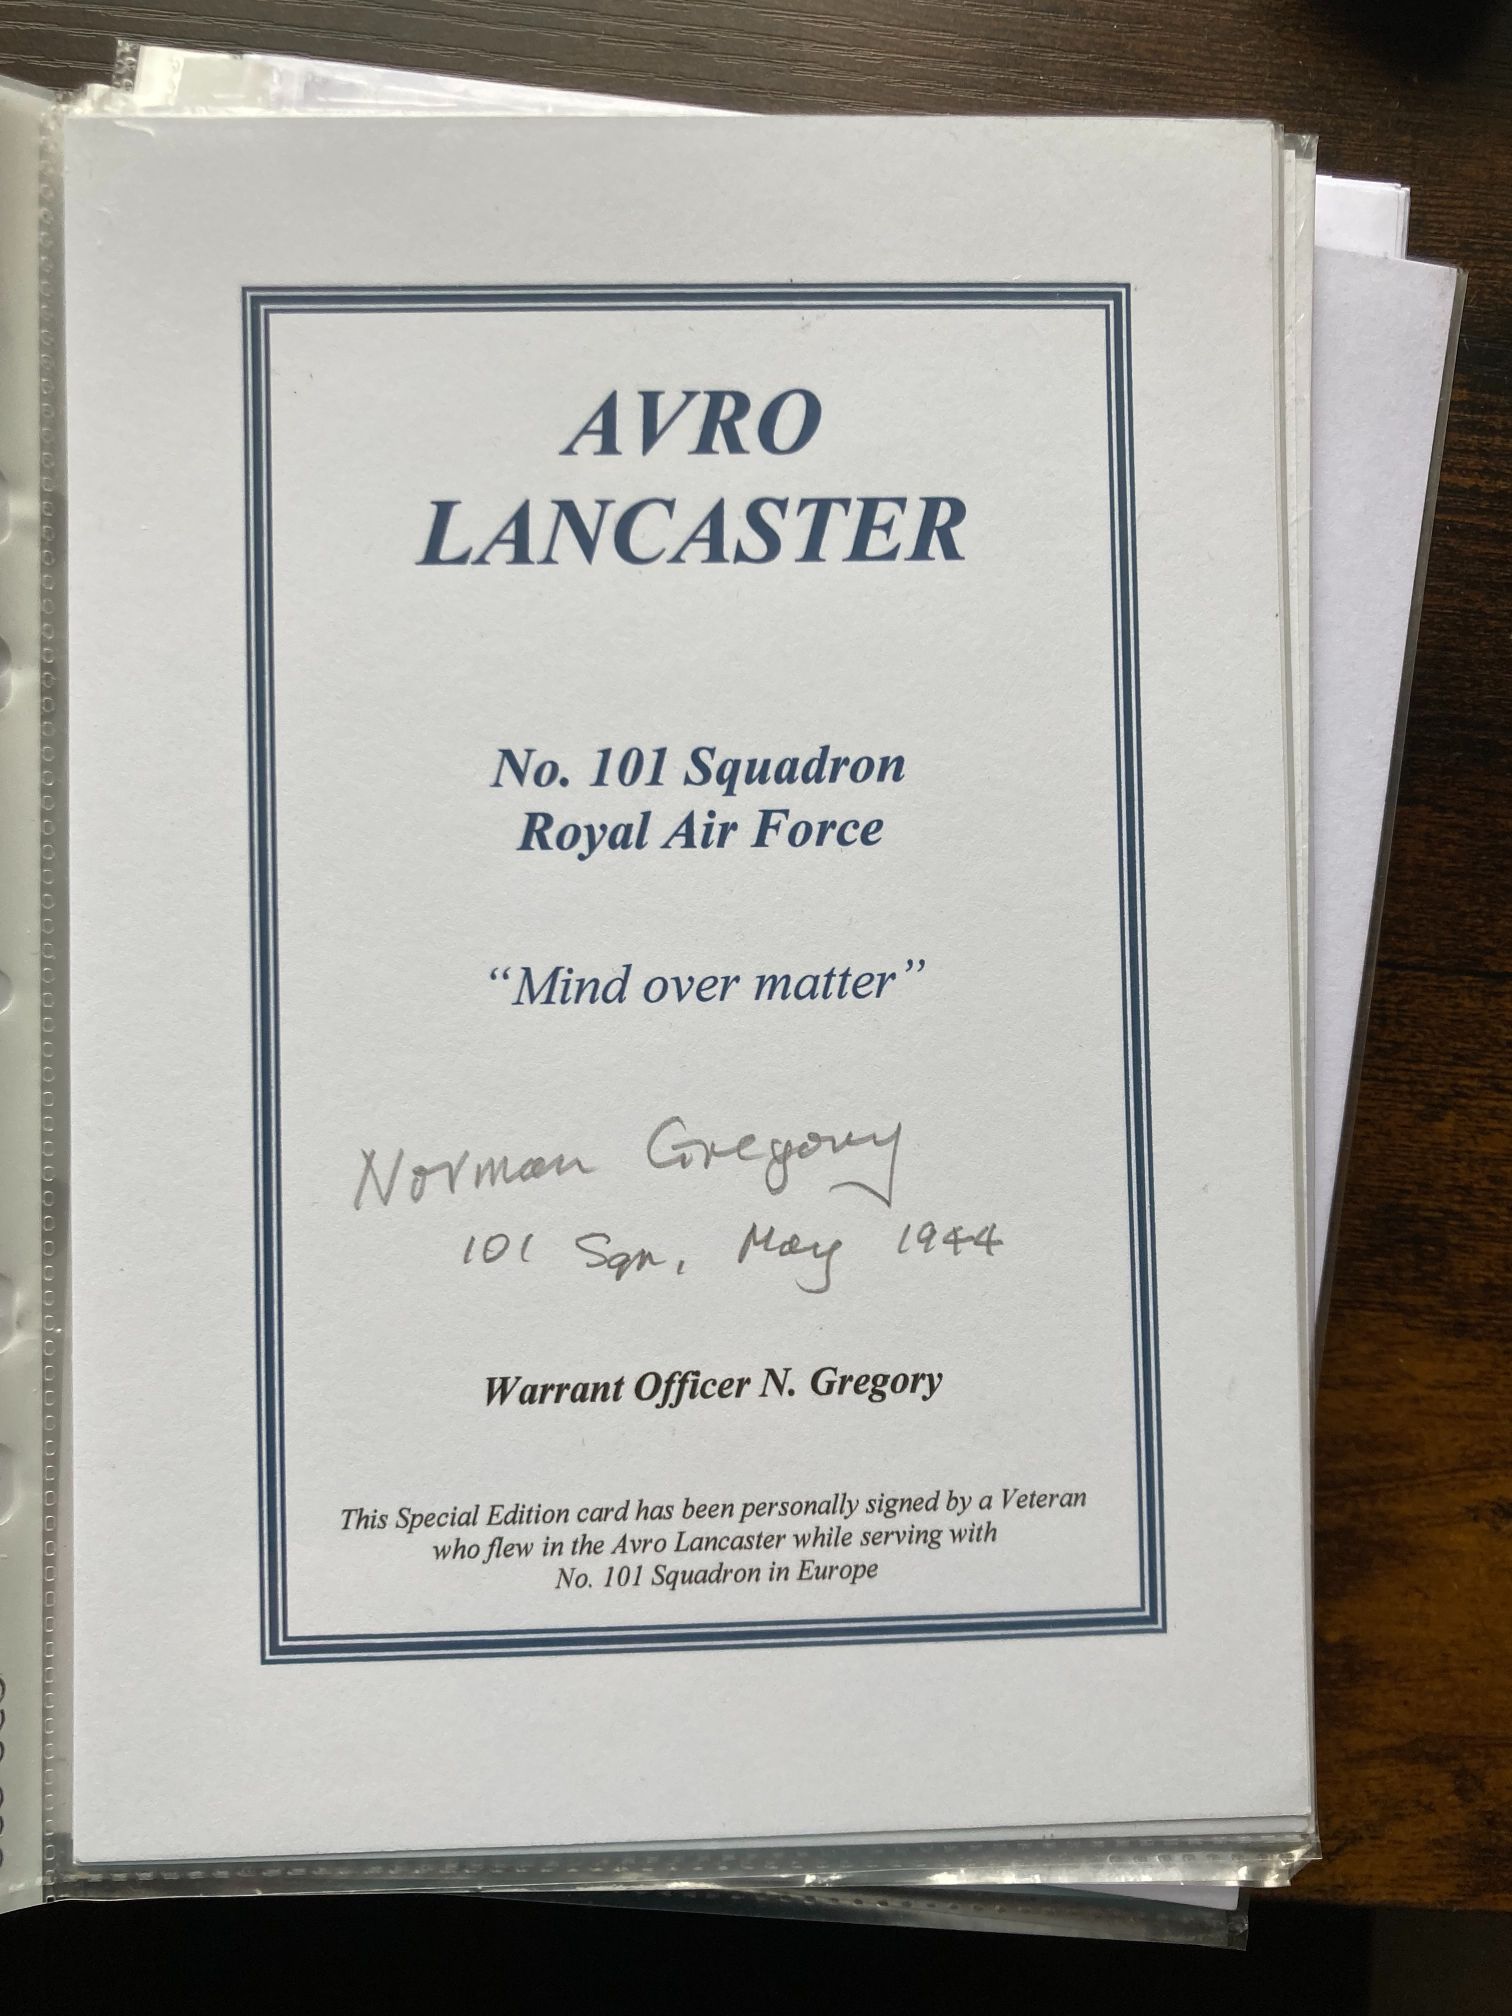 AVRO
LANCASTER
No. 101 Squadron
Royal Air Force
“Mind over matter”
Norman Gregory
101 Sqn, May 1944
Warrant Officer N. Gregory
This Special Edition card has been personally signed by a Veteran
who flew in the Avro Lancaster while serving with
No. 101 Squadron in Europe